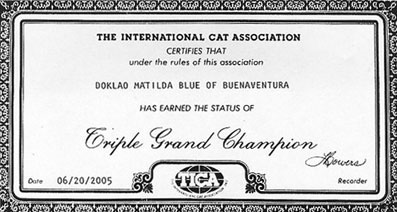 THE INTERNATIONAL CAT ASSOCIATION
CERTIFIES THAT
under the rules of this association
DOKLAO MATILDA BLUE OF BUENAVENTURA
HAS EARNED THE STATUS OF
Triple Grand Champion
Date 06/20/2005
TICA
Recorder